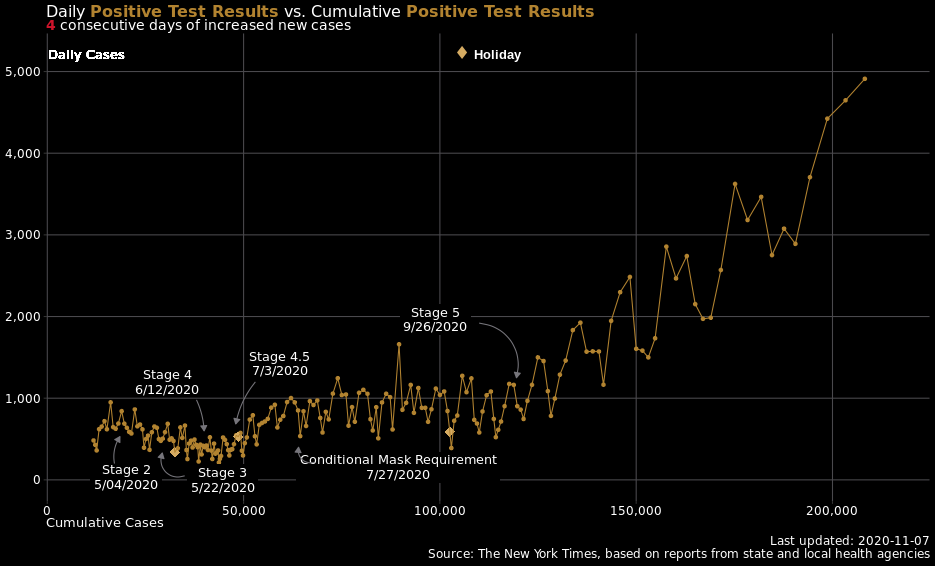 Daily Positive Test Results vs. Cumulative Positive Test Results
4 consecutive days of increased new cases
Daily Cases
Holiday
5,000
4,000
3,000
2,000
1,000
0
Stage 5
9/26/2020
Stage 4.5
7/3/2020
Stage 4
6/12/2020
Conditional Mask Requirement
7/27/2020
Stage 2
5/04/2020
Stage 3
5/22/2020
0
50,000
100,000
150,000
200,000
Cumulative Cases
Last updated: 2020-11-07
Source: The New York Times, based on reports from state and local health agencies